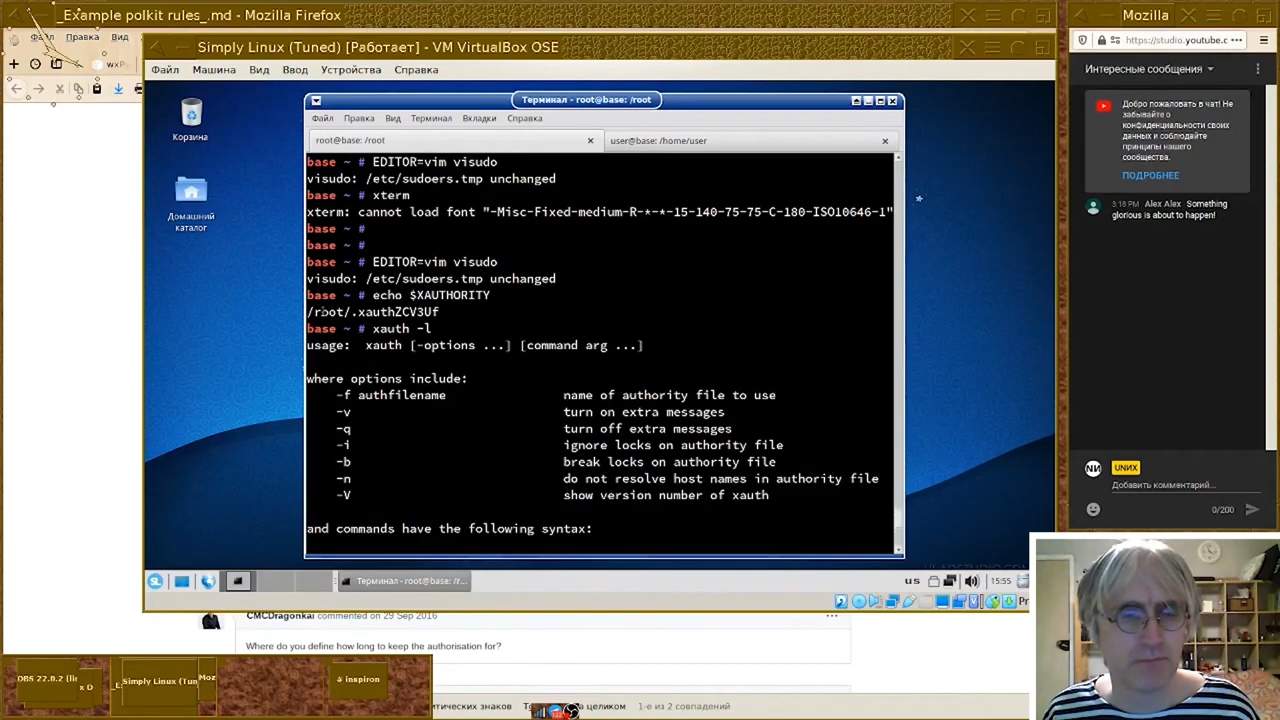 _Example polkit rules_.md - Mozilla Firefox
Файл Правка Вид
Simply Linux (Tuned) [Работает] - VM VirtualBox OSE
Файл Машина Вид Ввод Устройства Справка
Корзина
Домашний
каталог
Терминал - root@base: /root
Файл Правка Вид Терминал Вкладки Справка
root@base: /root
user@base: /home/user
base ~ # EDITOR=vim visudo
visudo: /etc/sudoers.tmp unchanged
base ~ # xterm
xterm: cannot load font "-Misc-Fixed-medium-R-*-*-15-140-75-75-C-180-ISO10646-1"
base ~ #
base ~ #
base ~ # EDITOR=vim visudo
visudo: /etc/sudoers.tmp unchanged
base ~ # echo $XAUTHORITY
/root/.xauthZCV3Uf
base ~ # xauth -l
usage:  xauth [-options ...] [command arg ...]
where options include:
-f authfilename name of authority file to use
-v turn on extra messages
-q turn off extra messages
-i ignore locks on authority file
-b break locks on authority file
-n do not resolve host names in authority file
-V show version number of xauth
and commands have the following syntax:
Терминал - root@base: /r...
us
15:55
CMCDragonkai commented on 29 Sep 2016
Where do you define how long to keep the authorisation for?
OBS 22.0.2 (lin
Simply Linux (Tun
Moz
inspiron
целиком
1-е из 2 совпадений
Mozilla
https://studio.youtube.c
Интересные сообщения
Добро пожаловать в чат! Не
забывайте о
конфиденциальности своих
данных и соблюдайте
принципы нашего
сообщества.
ПОДРОБНЕЕ
3:18 PM Alex Alex Something
glorious is about to happen!
NИ
UNИX
Добавить комментарий...
0/200